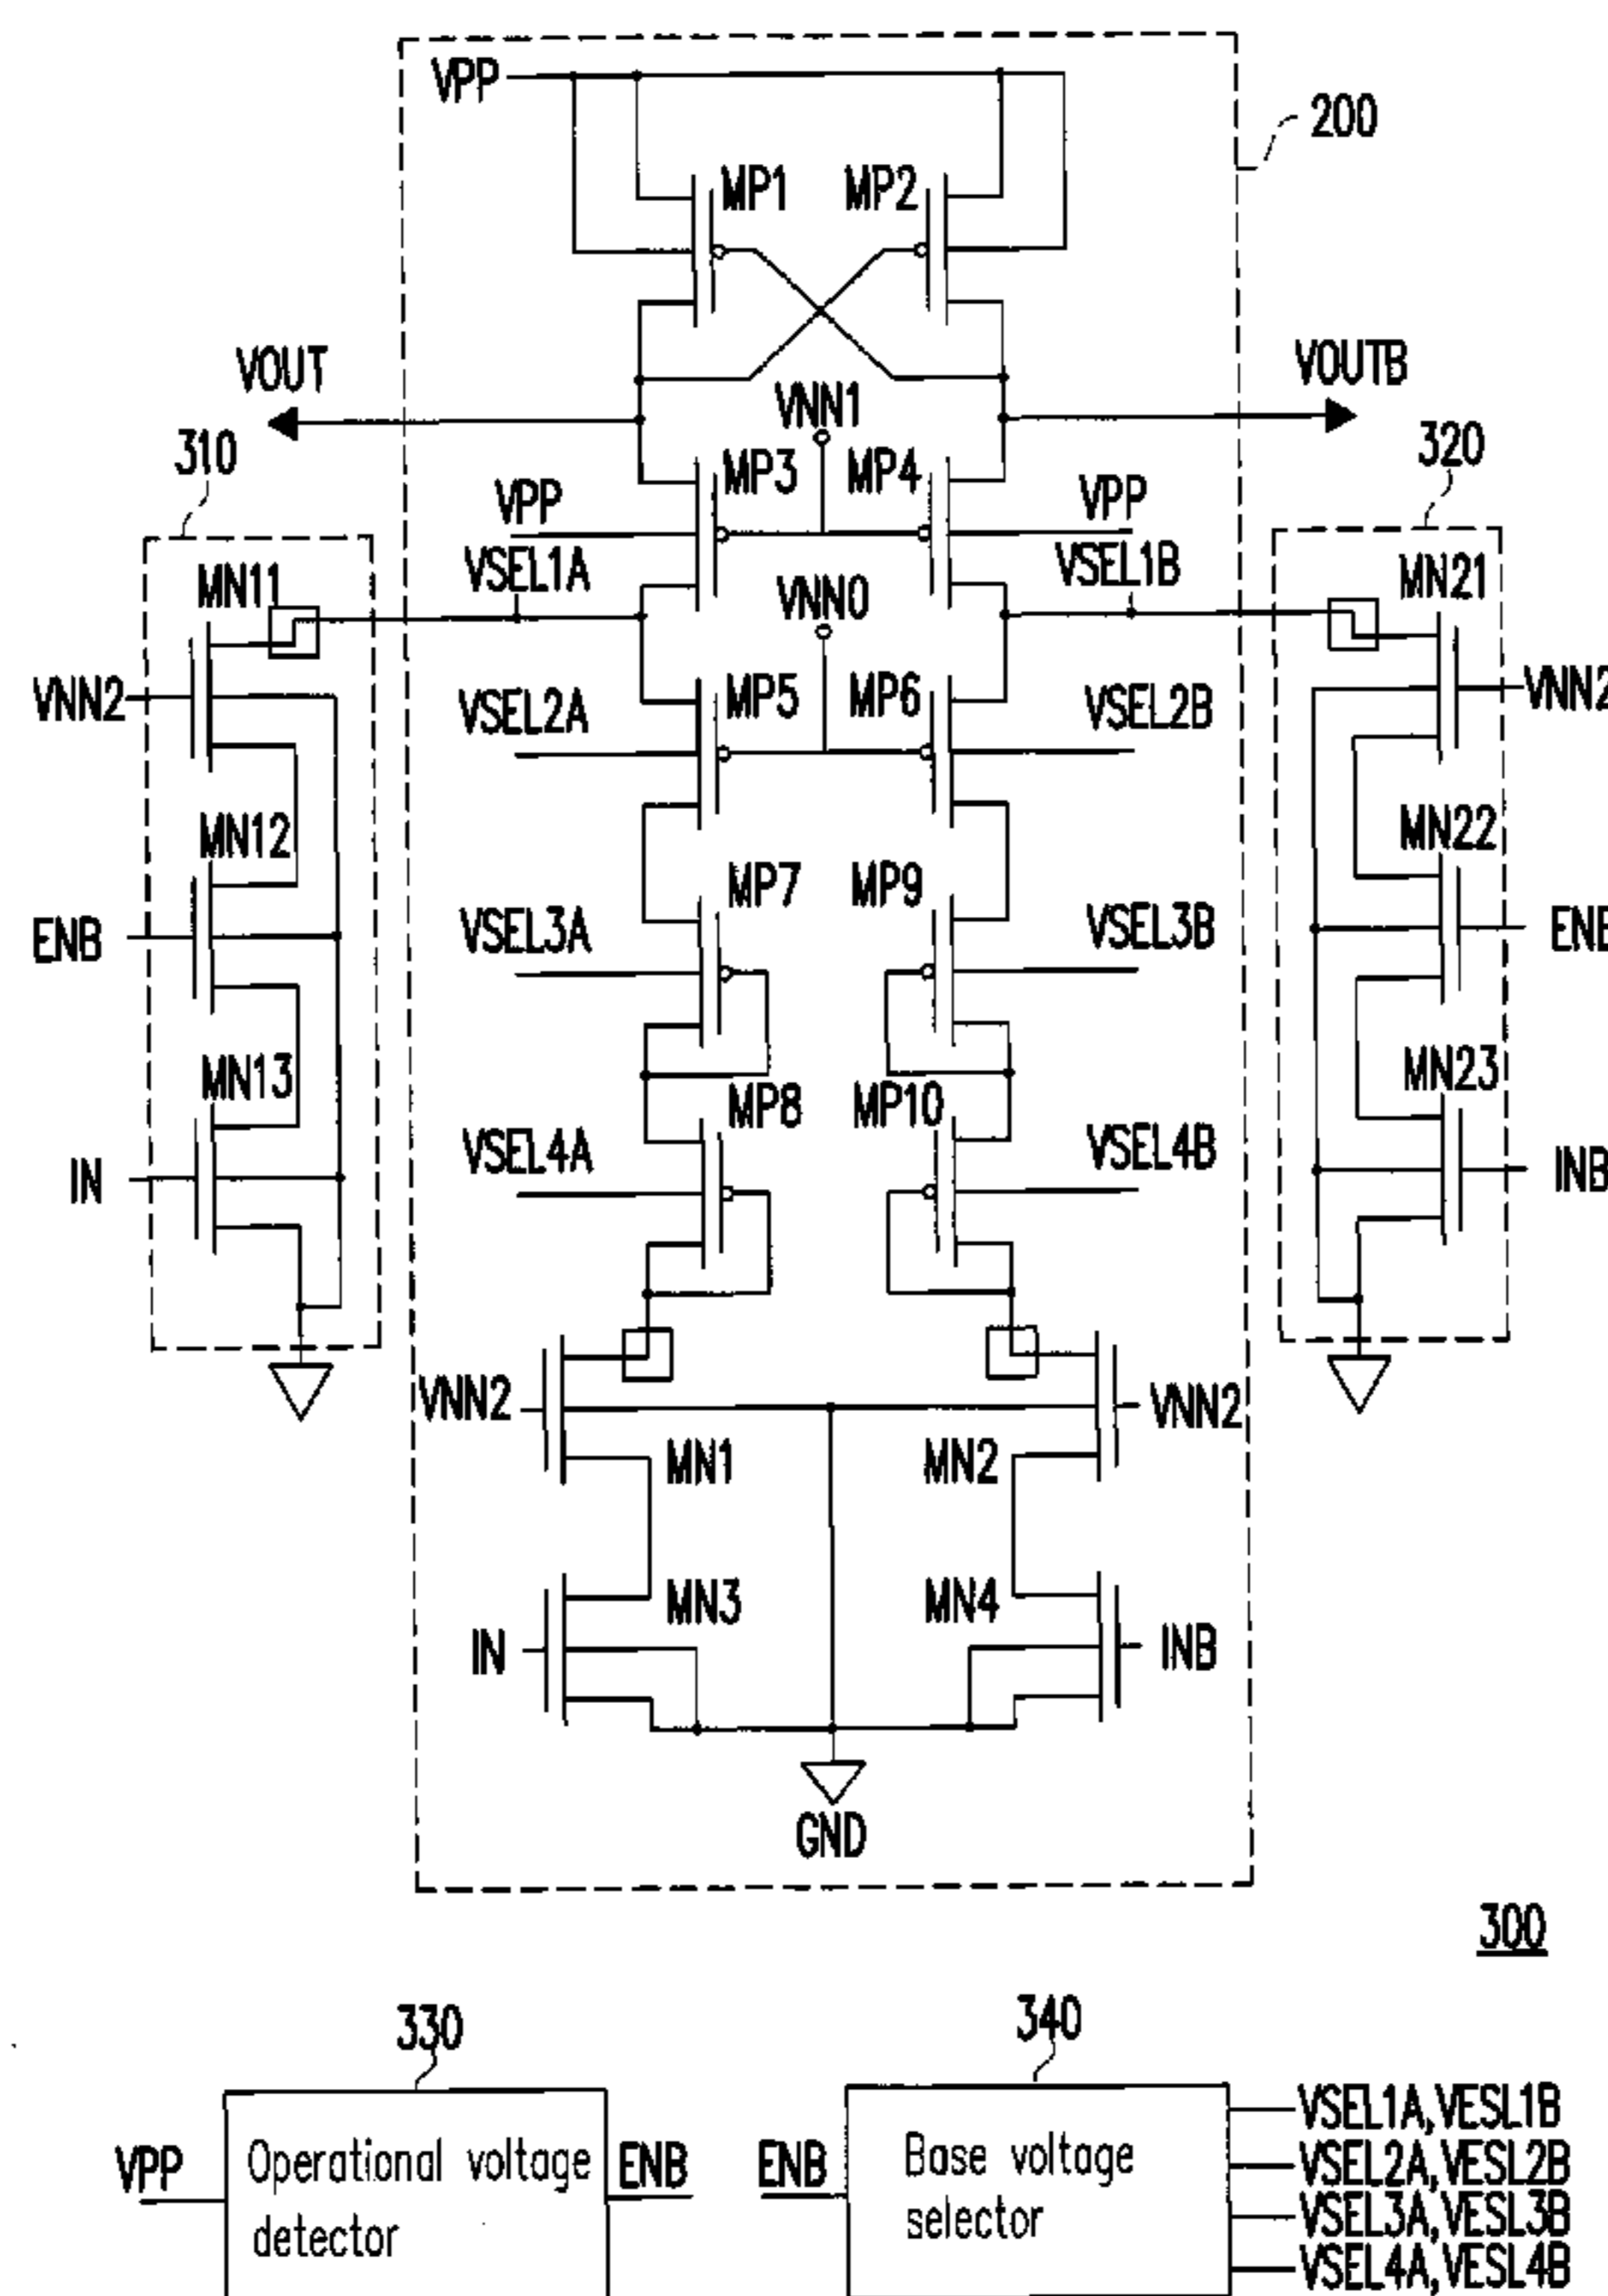 VPP
200
MP1
MP2
VOUT
VOUTB
VNN1
310
320
MP3
MP4
VPP
VPP
VSEL1A
VSEL1B
MN11
MN21
VNN0
VNN2
VNN2
VSEL2A
MP5
MP6
VSEL2B
MN12
MN22
MP7
MP9
ENB
VSEL3A
VSEL3B
ENB
MN13
MN23
MP8
MP10
IN
VSEL4A
VSEL4B
INB
VNN2
VNN2
MN1
MN2
MN3
MN4
IN
INB
GND
300
330
340
VPP
Operational voltage
detector
ENB
ENB
Base voltage
selector
VSEL1A,VESL1B
VSEL2A,VESL2B
VSEL3A,VESL3B
VSEL4A,VESL4B